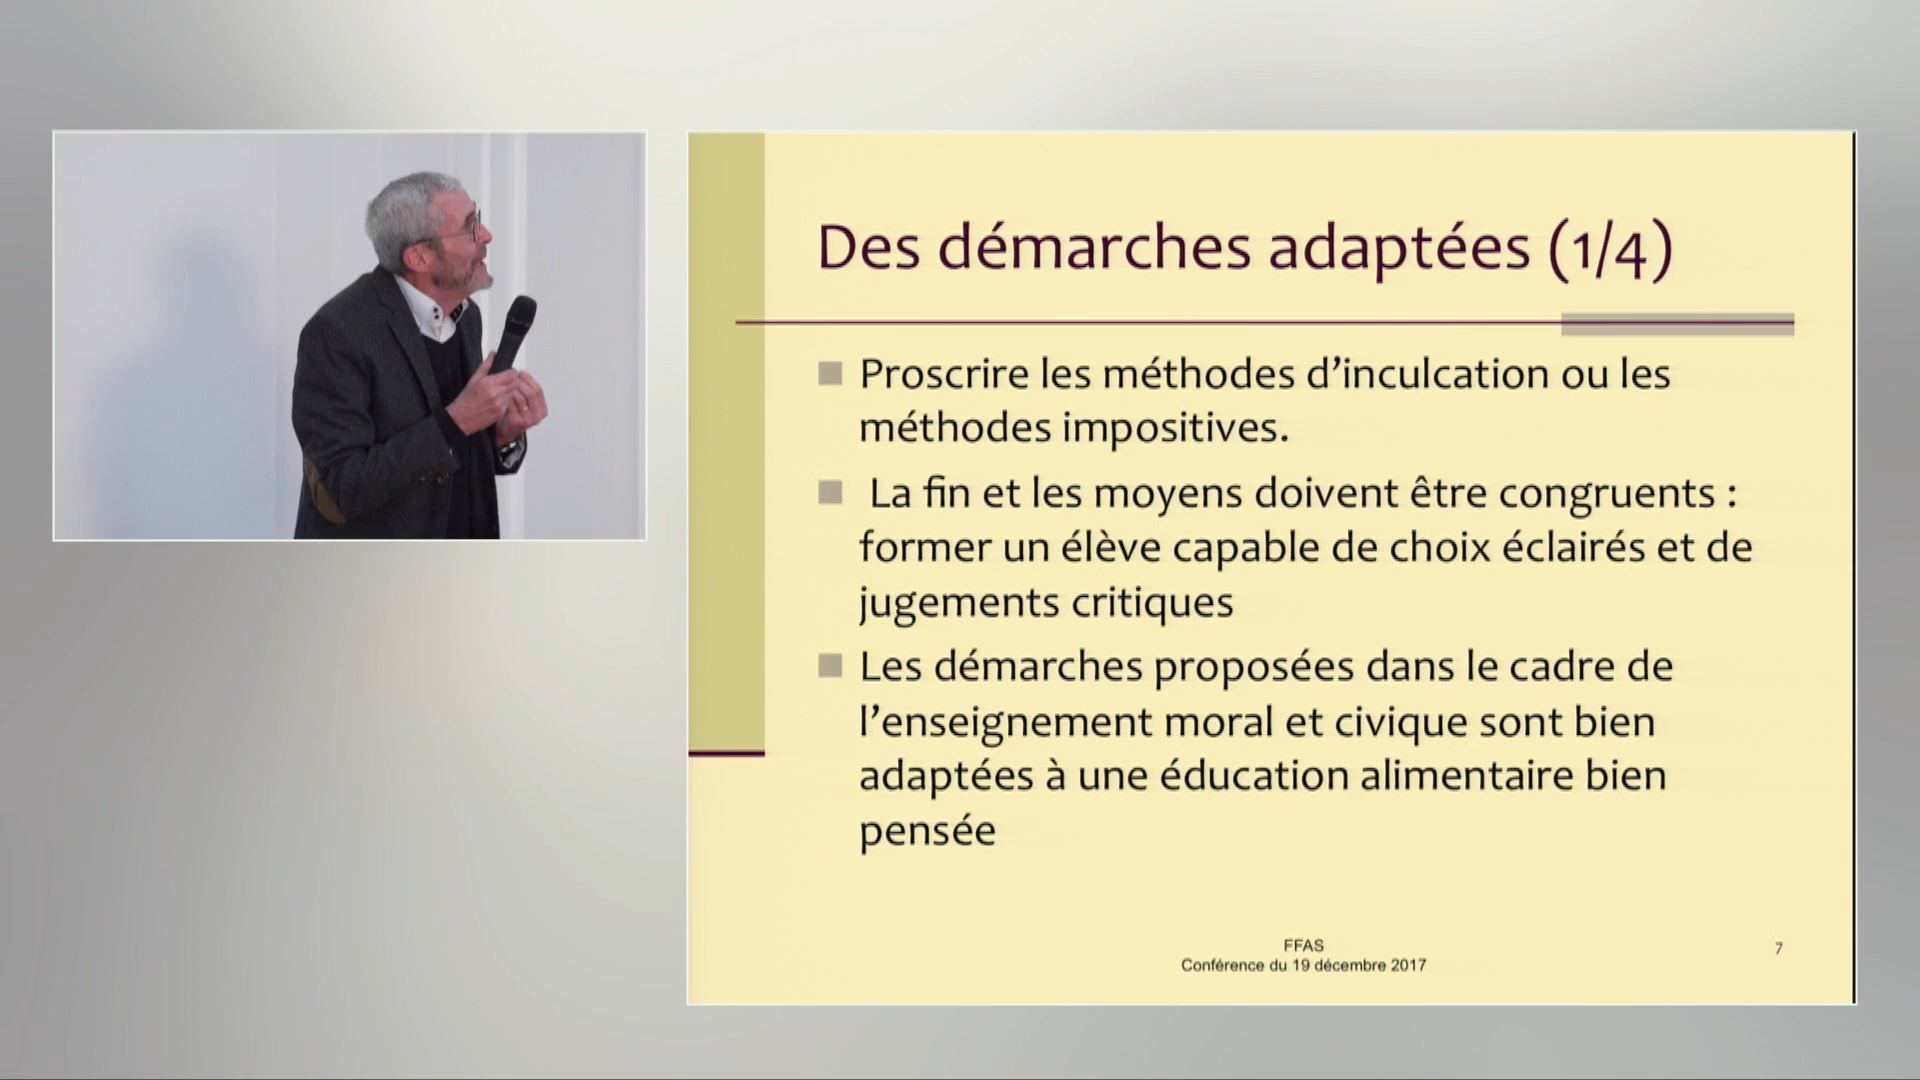 Des démarches adaptées (1/4)
Proscrire les méthodes d’inculcation ou les
méthodes impositives.
La fin et les moyens doivent être congruents :
former un élève capable de choix éclairés et de
jugements critiques
Les démarches proposées dans le cadre de
l’enseignement moral et civique sont bien
adaptées à une éducation alimentaire bien
pensée
FFAS
Conférence du 19 décembre 2017
7